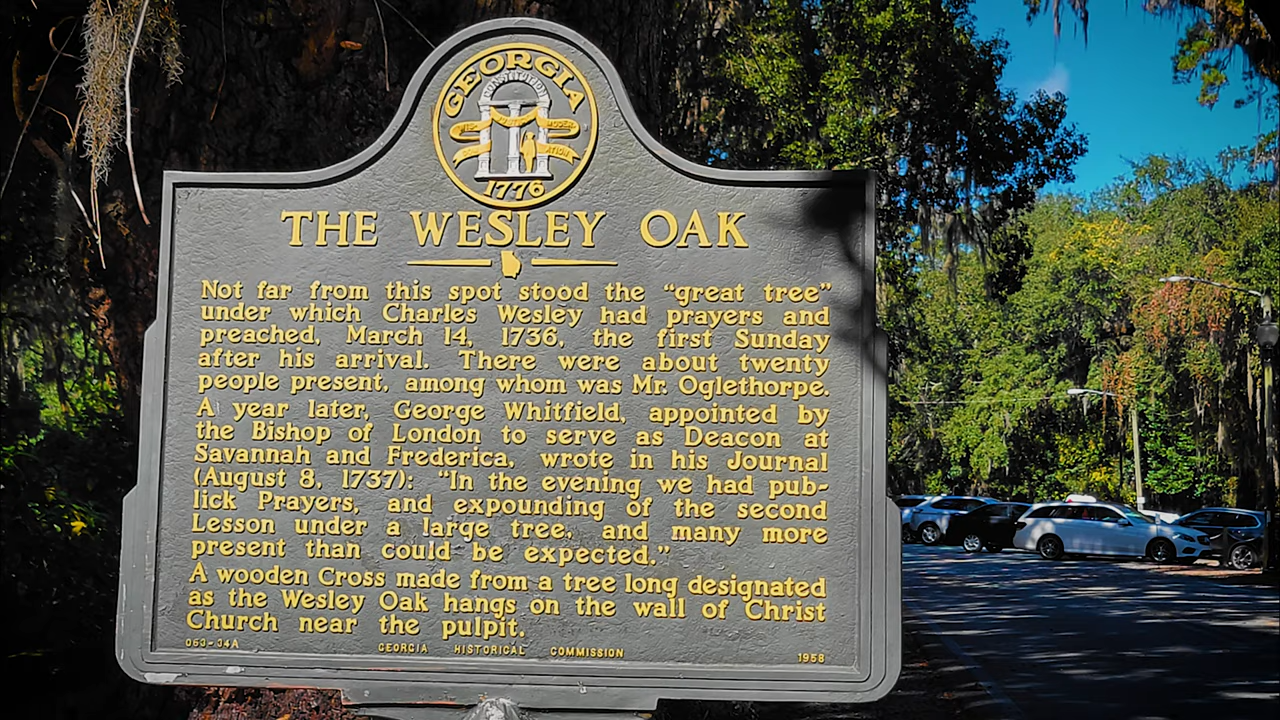 GEORGIA
CONSTITUTION
1776
THE WESLEY OAK
Not far from this spot stood the “great tree”
under which Charles Wesley had prayers and
preached, March 14, 1736, the first Sunday
after his arrival. There were about twenty
people present, among whom was Mr. Oglethorpe.
A year later, George Whitfield, appointed by
the Bishop of London to serve as Deacon at
Savannah and Frederica, wrote in his Journal
(August 8, 1737): “In the evening we had pub-
lick Prayers, and expounding of the second
Lesson under a large tree, and many more
present than could be expected.”
A wooden Cross made from a tree long designated
as the Wesley Oak hangs on the wall of Christ
Church near the pulpit.
063-34A GEORGIA HISTORICAL COMMISSION 1958